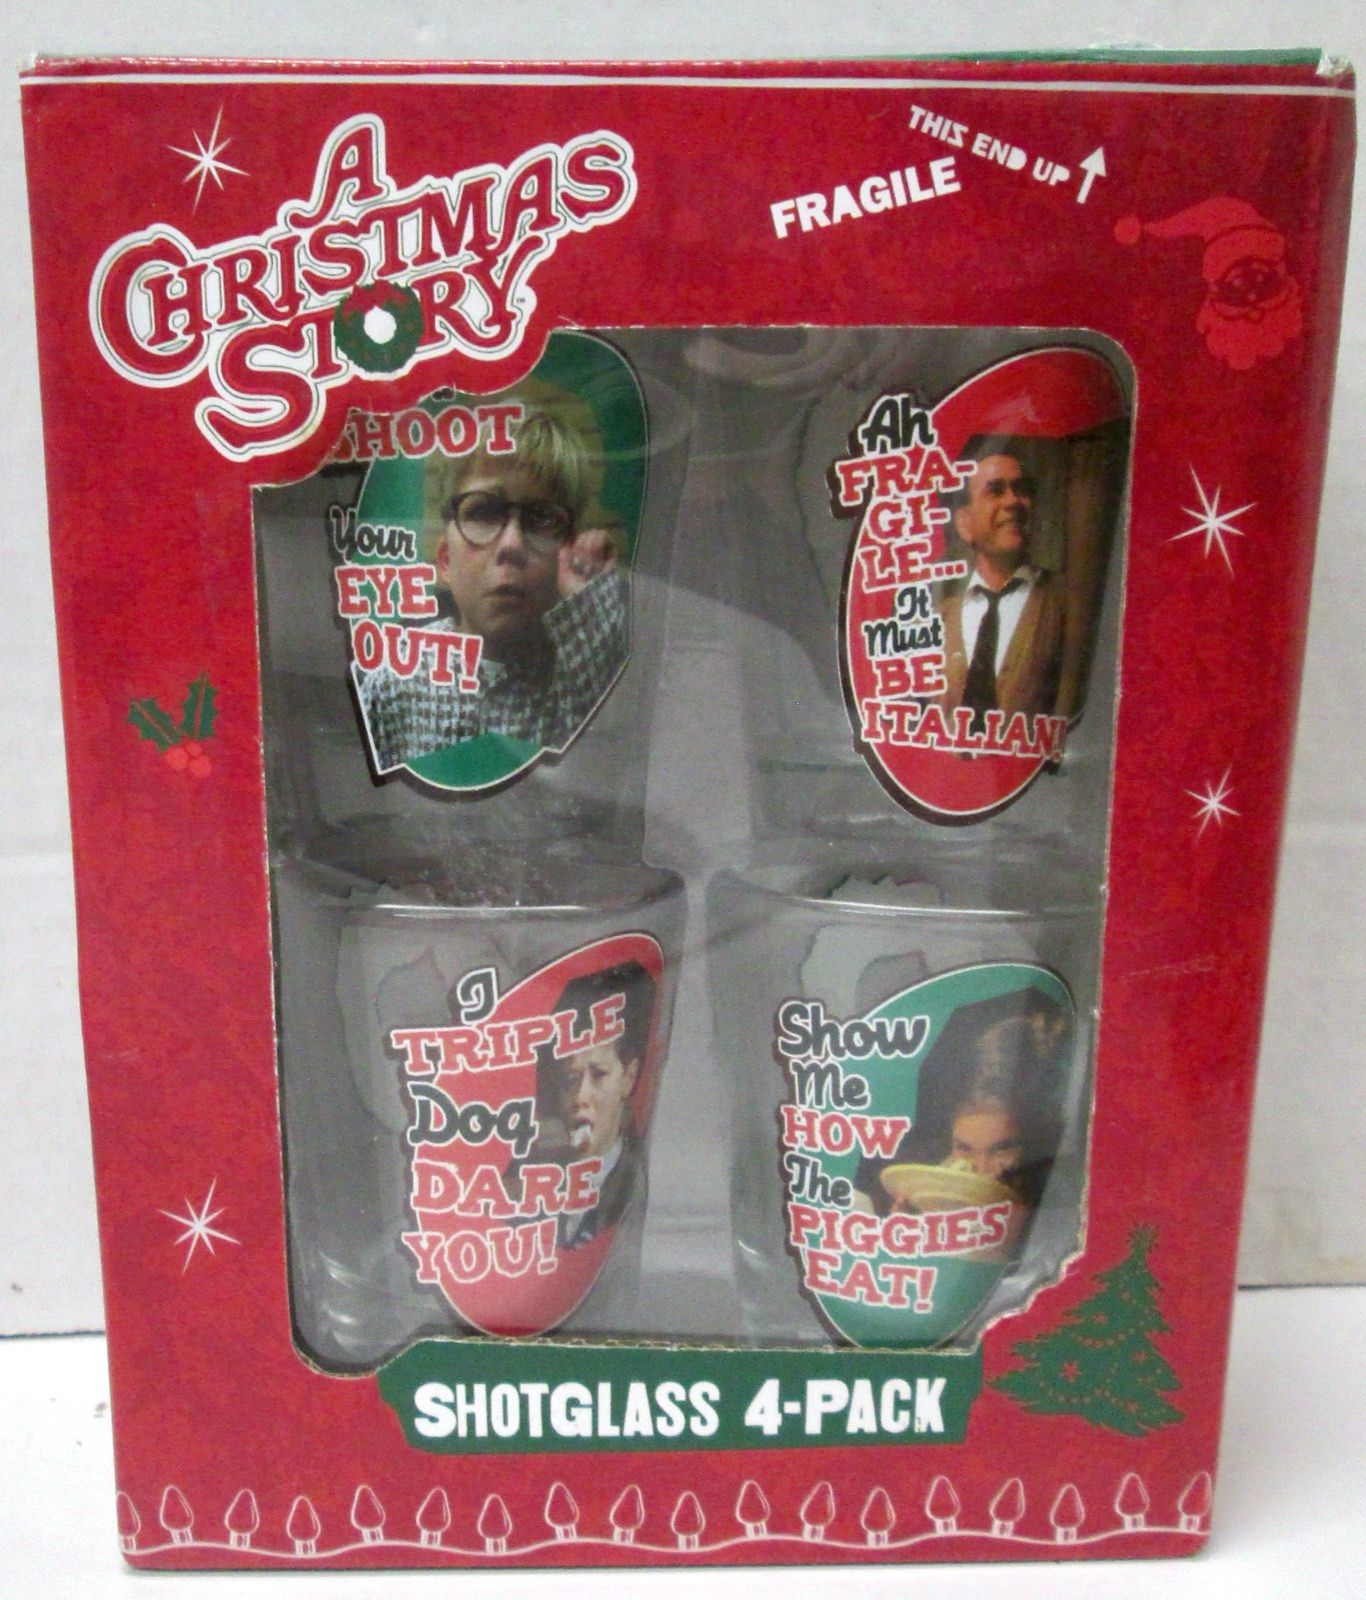 A
CHRISTMAS
STORY
THIS END UP
FRAGILE
SHOOT
Your
EYE
OUT!
Ah
FRA-
GI-
LE...
It
Must
BE
ITALIAN!
I
TRIPLE
Dog
DARE
YOU!
Show
Me
HOW
The
PIGGIES
EAT!
SHOTGLASS 4-PACK